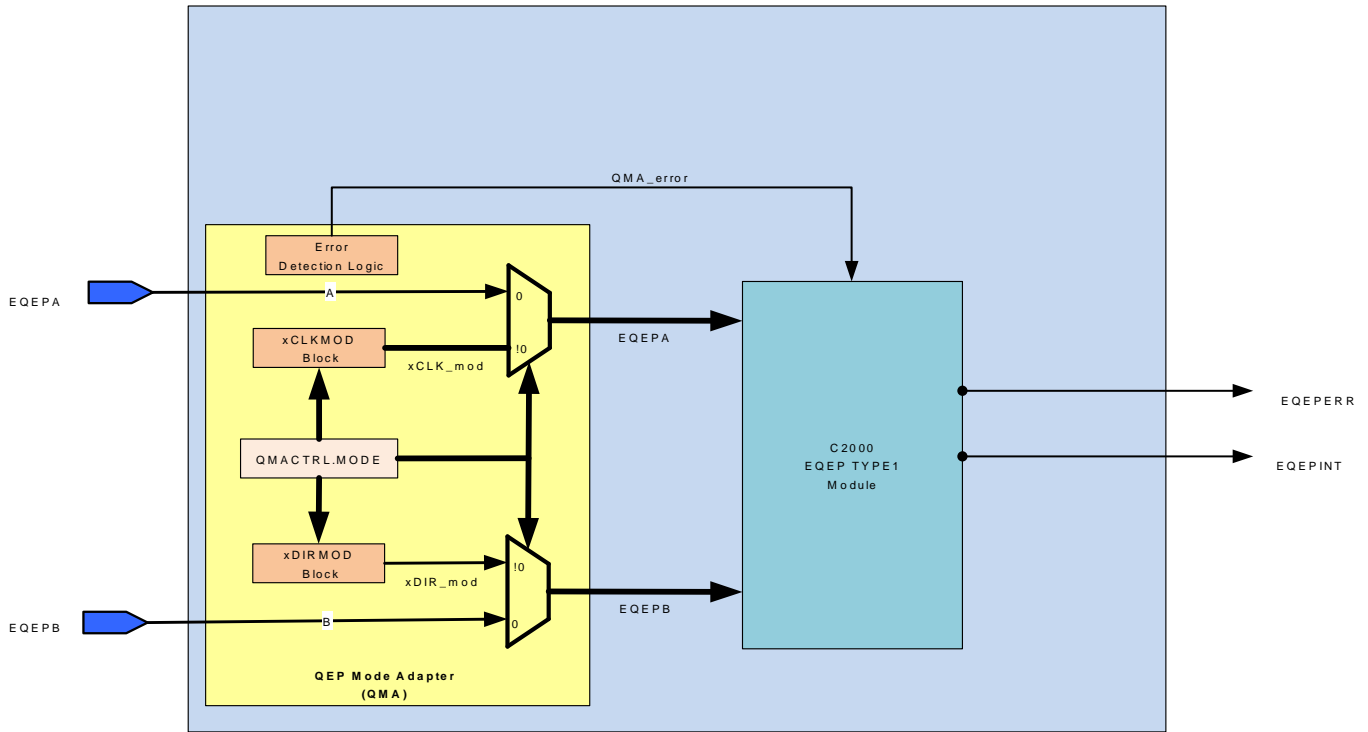 QMA_error
Error
Detection Logic
EQEPA
A
0
xCLKMOD
Block
!0
xCLK_mod
EQEPA
EQEPERR
QMACTRL.MODE
C2000
EQEP TYPE1
Module
EQEPINT
xDIRMOD
Block
!0
xDIR_mod
EQEPB
EQEPB
B
0
QEP Mode Adapter
(QMA)